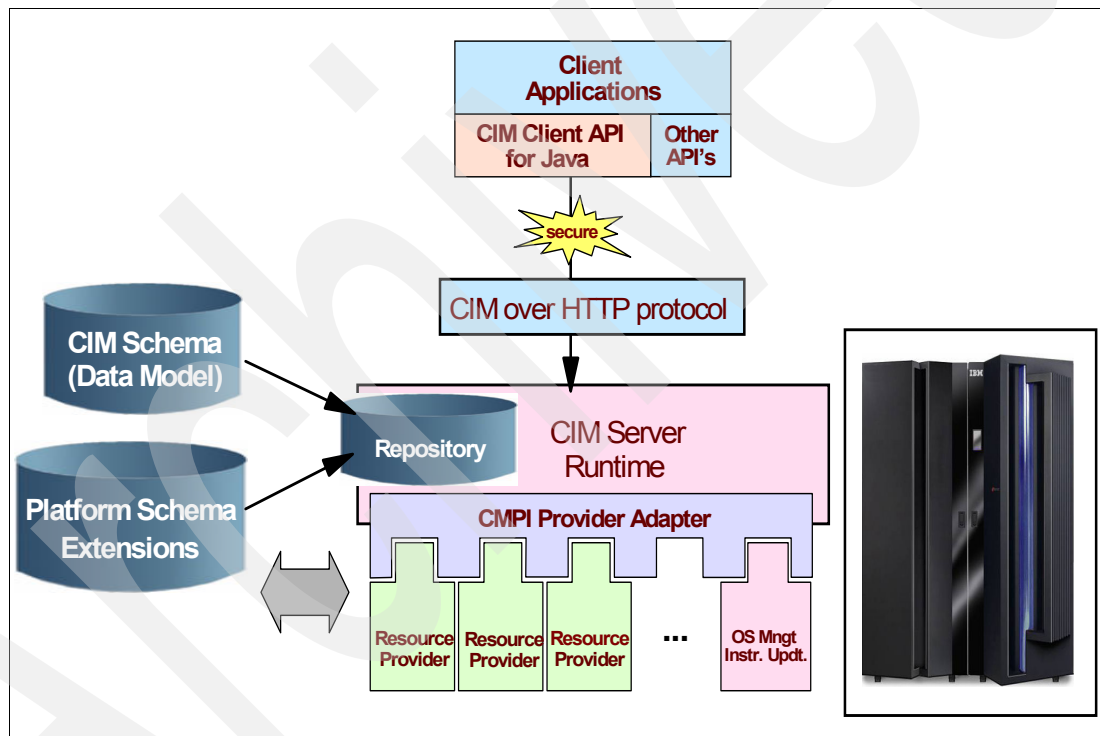 Client
Applications
CIM Client API
for Java
Other
API's
secure
CIM over HTTP protocol
CIM Schema
(Data Model)
IBM
CIM Server
Runtime
Repository
Platform Schema
Extensions
CMPI Provider Adapter
Resource
Provider
Resource
Provider
Resource
Provider
...
OS Mngt
Instr. Updt.